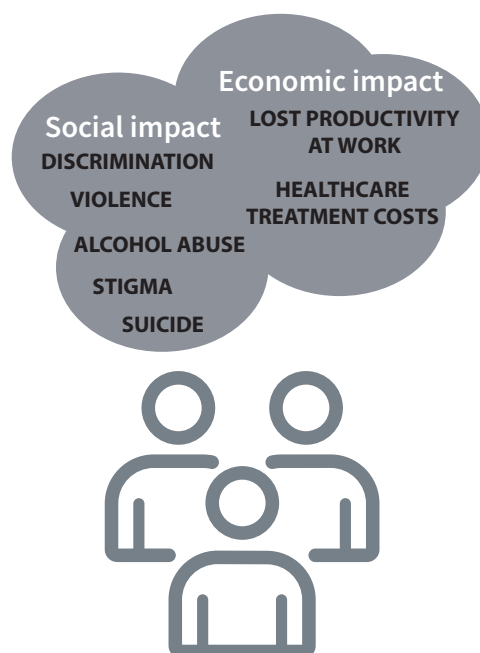 Social impact
DISCRIMINATION
VIOLENCE
ALCOHOL ABUSE
STIGMA
SUICIDE
Economic impact
LOST PRODUCTIVITY
AT WORK
HEALTHCARE
TREATMENT COSTS